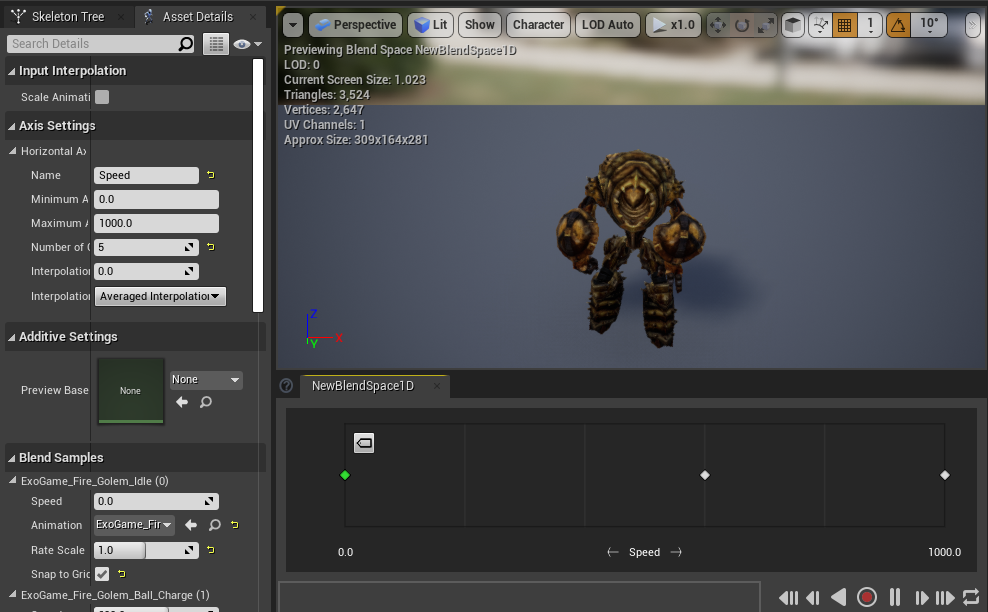 Skeleton Tree
Asset Details
Search Details
Input Interpolation
Scale Animati
Axis Settings
Horizontal Ax
Name
Speed
Minimum A
0.0
Maximum A
1000.0
Number of G
5
Interpolation
0.0
Interpolation
Averaged Interpolation
Additive Settings
Preview Base
None
None
Blend Samples
ExoGame_Fire_Golem_Idle (0)
Speed
0.0
Animation
ExoGame_Fir
Rate Scale
1.0
Snap to Grid
ExoGame_Fire_Golem_Ball_Charge (1)
Perspective
Lit
Show
Character
LOD Auto
x1.0
1
10°
Previewing Blend Space NewBlendSpace1D
LOD: 0
Current Screen Size: 1.023
Triangles: 3,524
Vertices: 2,647
UV Channels: 1
Approx Size: 309x164x281
Z
X
Y
NewBlendSpace1D
0.0
Speed
1000.0